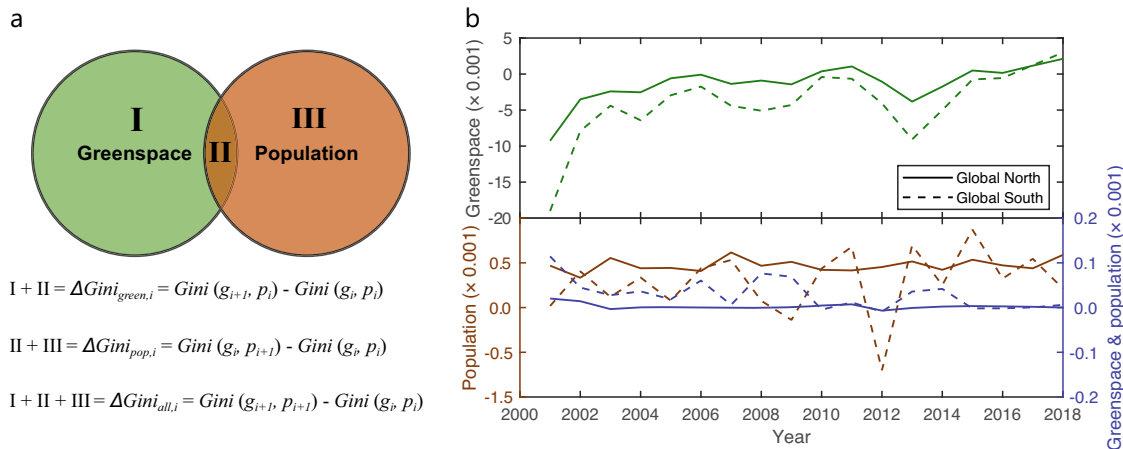 a
I
III
Greenspace
II
Population
I + II = ΔGini_green,i = Gini (g_i+1, p_i) - Gini (g_i, p_i)
II + III = ΔGini_pop,i = Gini (g_i, p_i+1) - Gini (g_i, p_i)
I + II + III = ΔGini_all,i = Gini (g_i+1, p_i+1) - Gini (g_i, p_i)
b
Greenspace (× 0.001)
5
0
-5
-10
-15
-20
Global North
Global South
Population (× 0.001)
0.5
0.0
-0.5
-1.5
0.2
0.1
0.0
-0.1
-0.2
Greenspace & population (× 0.001)
2000 2002 2004 2006 2008 2010 2012 2014 2016 2018
Year